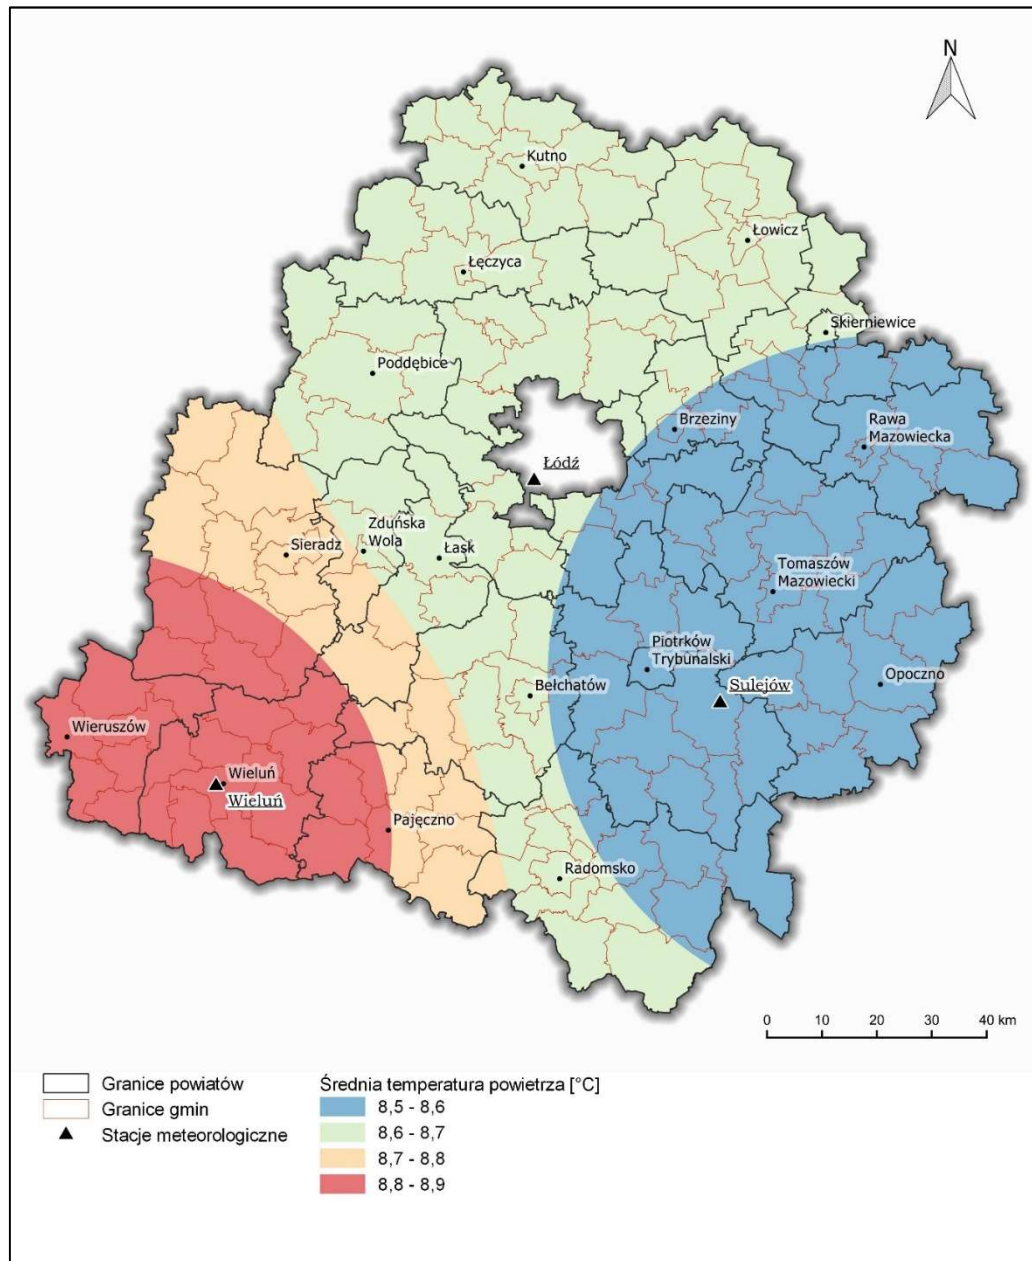 N
Kutno
Łowicz
Łęczyca
Skierniewice
Poddębice
Brzeziny
Rawa
Mazowiecka
Łódź
Zduńska
Wola
Łask
Sieradz
Tomaszów
Mazowiecki
Piotrków
Trybunalski
Sulejów
Opoczno
Bełchatów
Wieruszów
Wieluń
Wieluń
Pajęczno
Radomsko
0 10 20 30 40 km
Granice powiatów
Granice gmin
Stacje meteorologiczne
Średnia temperatura powietrza [°C]
8,5 - 8,6
8,6 - 8,7
8,7 - 8,8
8,8 - 8,9